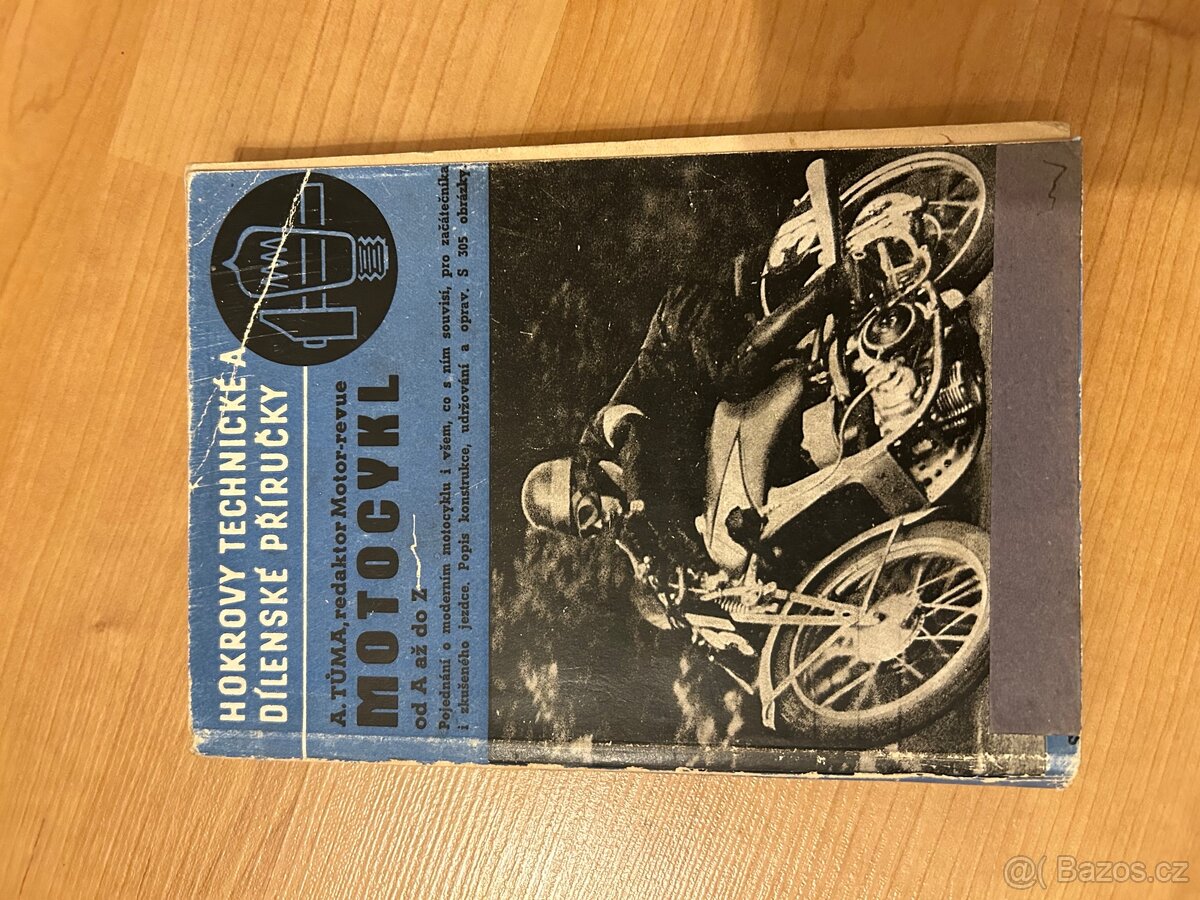 HOKROVY TECHNICKÉ A
DÍLENSKÉ PŘÍRUČKY
A. TŮMA, redaktor Motor-revue
MOTOCYKL
od A až do Z
Pojednání o moderním motocyklu i všem, co s ním souvisí, pro začátečníka
i zkušeného jezdce. Popis konstrukce, udržování a oprav. S 305 obrázky.
@( Bazos.cz